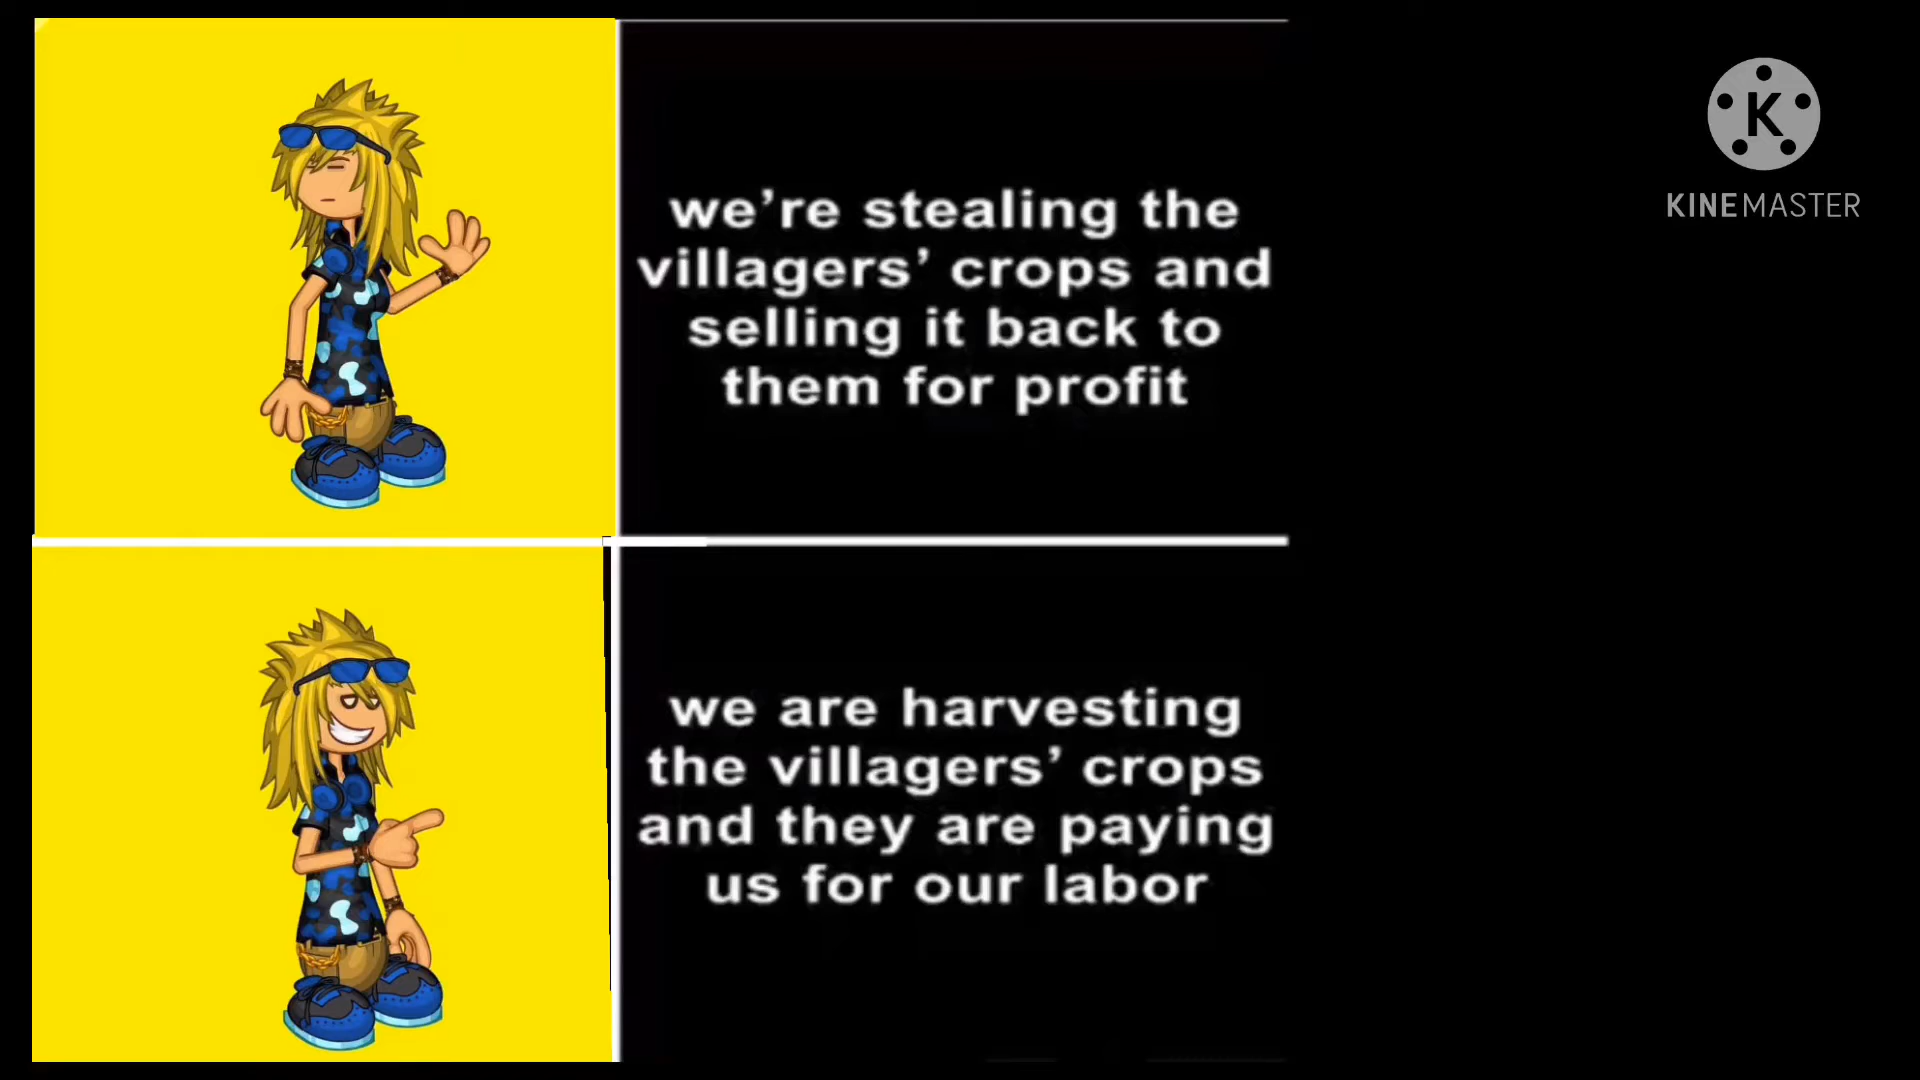 we’re stealing the
villagers’ crops and
selling it back to
them for profit
K
KINEMASTER
we are harvesting
the villagers’ crops
and they are paying
us for our labor